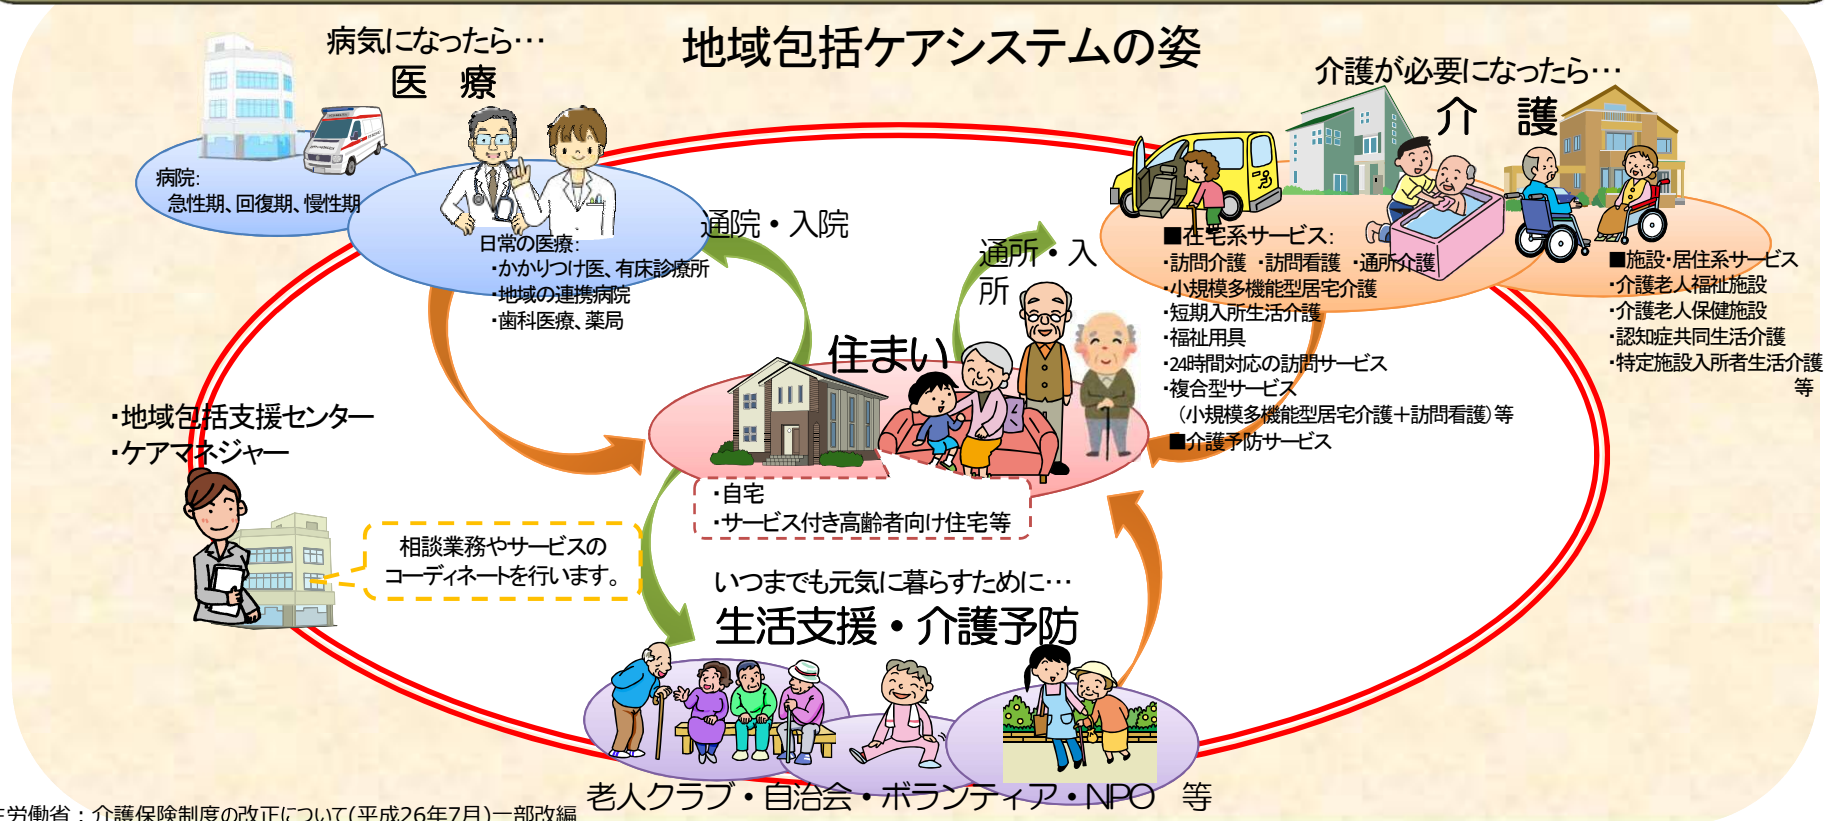 地域包括ケアシステムの姿
病気になったら…
医 療
病院:
急性期、回復期、慢性期
日常の医療:
・かかりつけ医、有床診療所
・地域の連携病院
・歯科医療、薬局
通院・入院
通所・入
所
介護が必要になったら…
介 護
■在宅系サービス:
・訪問介護 ・訪問看護 ・通所介護
・小規模多機能型居宅介護
・短期入所生活介護
・福祉用具
・24時間対応の訪問サービス
・複合型サービス
(小規模多機能型居宅介護+訪問看護)等
■介護予防サービス
■施設・居住系サービス
・介護老人福祉施設
・介護老人保健施設
・認知症共同生活介護
・特定施設入所者生活介護
等
住まい
・自宅
・サービス付き高齢者向け住宅等
・地域包括支援センター
・ケアマネジャー
相談業務やサービスの
コーディネートを行います。
いつまでも元気に暮らすために…
生活支援・介護予防
老人クラブ・自治会・ボランティア・NPO 等
労働省:介護保険制度の改正について(平成26年7月)一部改編